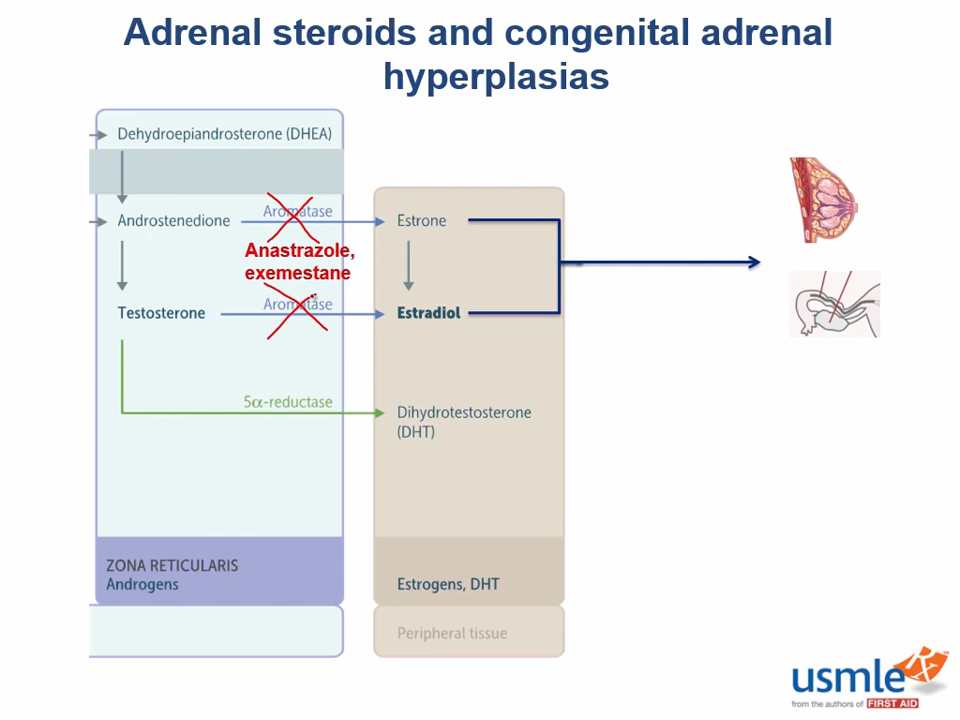 Adrenal steroids and congenital adrenal
hyperplasias
Dehydroepiandrosterone (DHEA)
Androstenedione
Aromatase
Estrone
Anastrazole,
exemestane
Testosterone
Aromatase
Estradiol
5α-reductase
Dihydrotestosterone
(DHT)
ZONA RETICULARIS
Androgens
Estrogens, DHT
Peripheral tissue
usmle Rx™
from the authors of FIRST AID